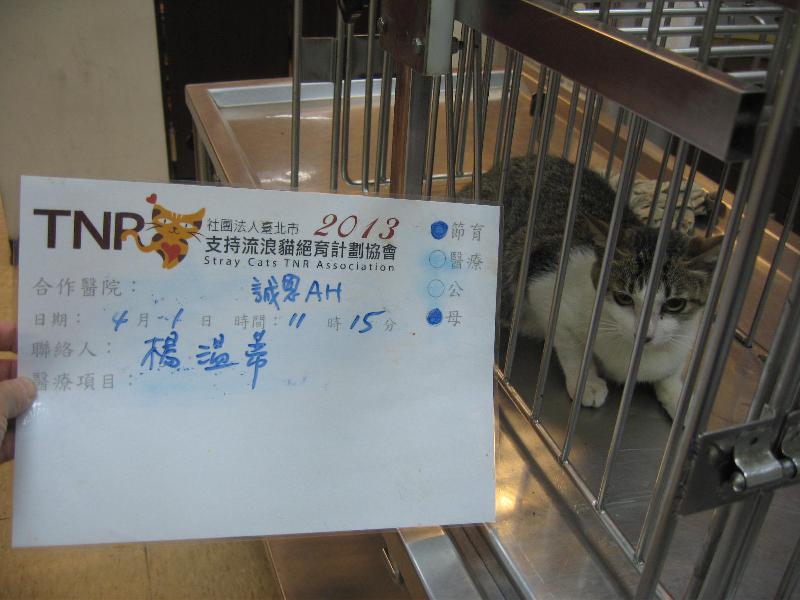 TNR 社團法人臺北市 2013
支持流浪貓絕育計劃協會
Stray Cats TNR Association
節育
醫療
公
母
合作醫院： 誠恩AH
日期： 4 月 1 日 時間： 11 時 15 分
聯絡人： 楊溫蒂
醫療項目：